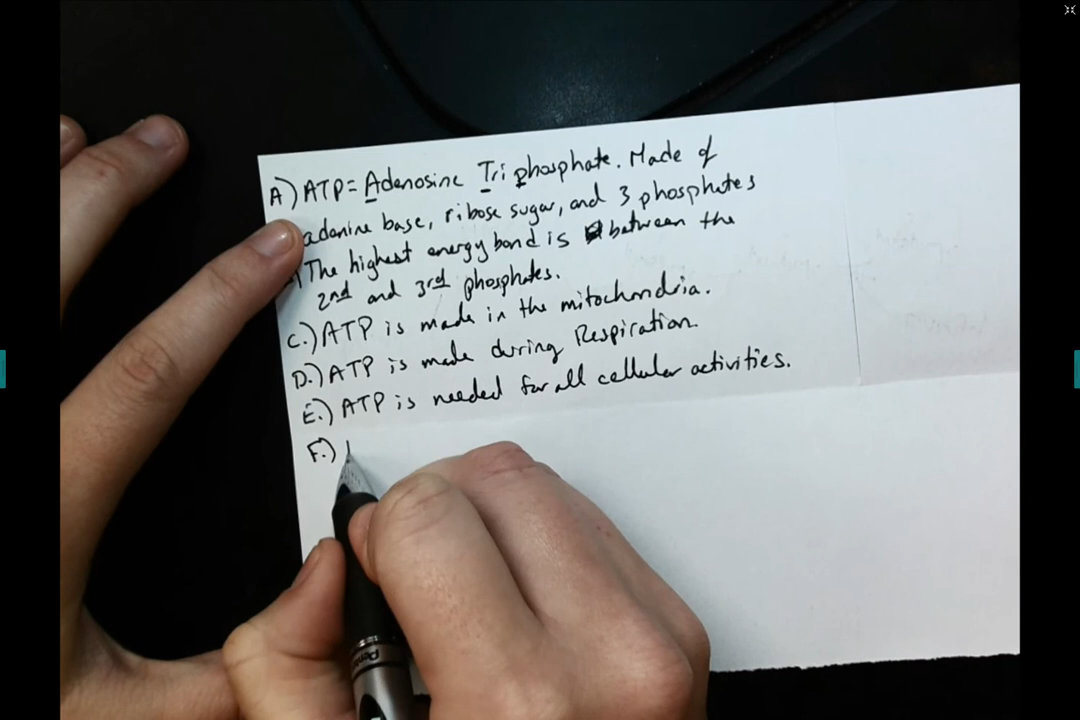 A) ATP = Adenosine Triphosphate. Made of
adenine base, ribose sugar, and 3 phosphates
The highest energy bond is between the
2nd and 3rd phosphates.
C.) ATP is made in the mitochondria.
D.) ATP is made during Respiration.
E.) ATP is needed for all cellular activities.
F.)